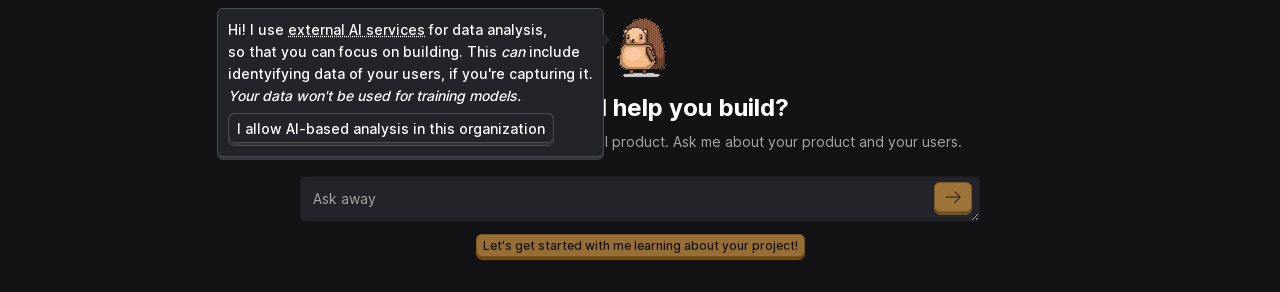 Hi! I use external AI services for data analysis,
so that you can focus on building. This can include
identyifying data of your users, if you're capturing it.
Your data won't be used for training models.
I allow AI-based analysis in this organization
help you build?
product. Ask me about your product and your users.
Ask away
Let's get started with me learning about your project!